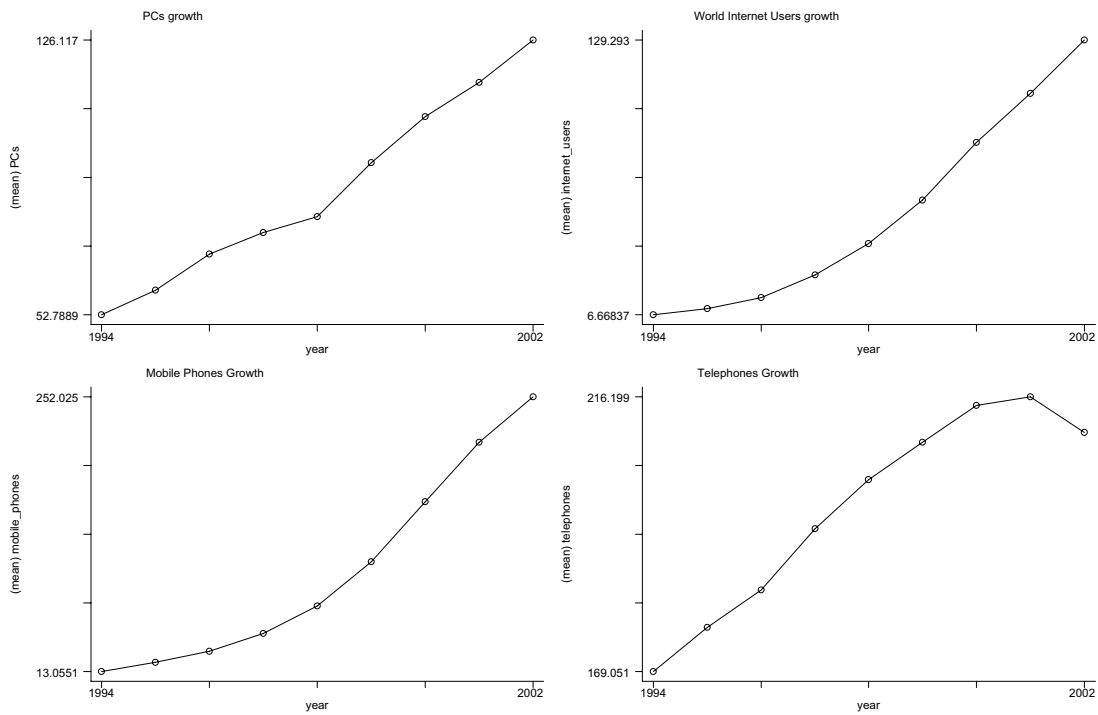 PCs growth
126.117
(mean) PCs
52.7889
1994
2002
year
World Internet Users growth
129.293
(mean) internet_users
6.66837
1994
2002
year
Mobile Phones Growth
252.025
(mean) mobile_phones
13.0551
1994
2002
year
Telephones Growth
216.199
(mean) telephones
169.051
1994
2002
year